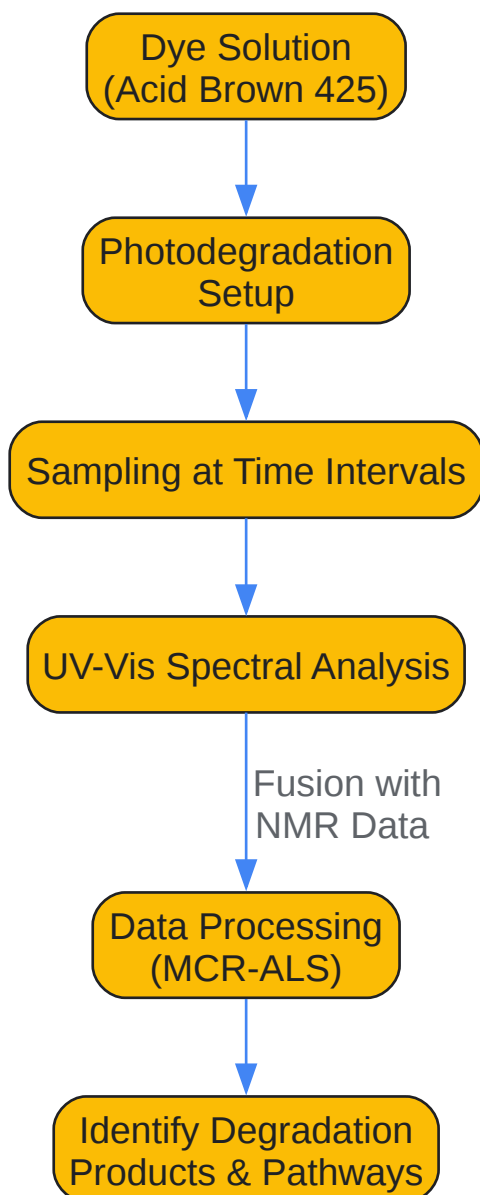 Dye Solution
(Acid Brown 425)
Photodegradation
Setup
Sampling at Time Intervals
UV-Vis Spectral Analysis
Fusion with
NMR Data
Data Processing
(MCR-ALS)
Identify Degradation
Products & Pathways